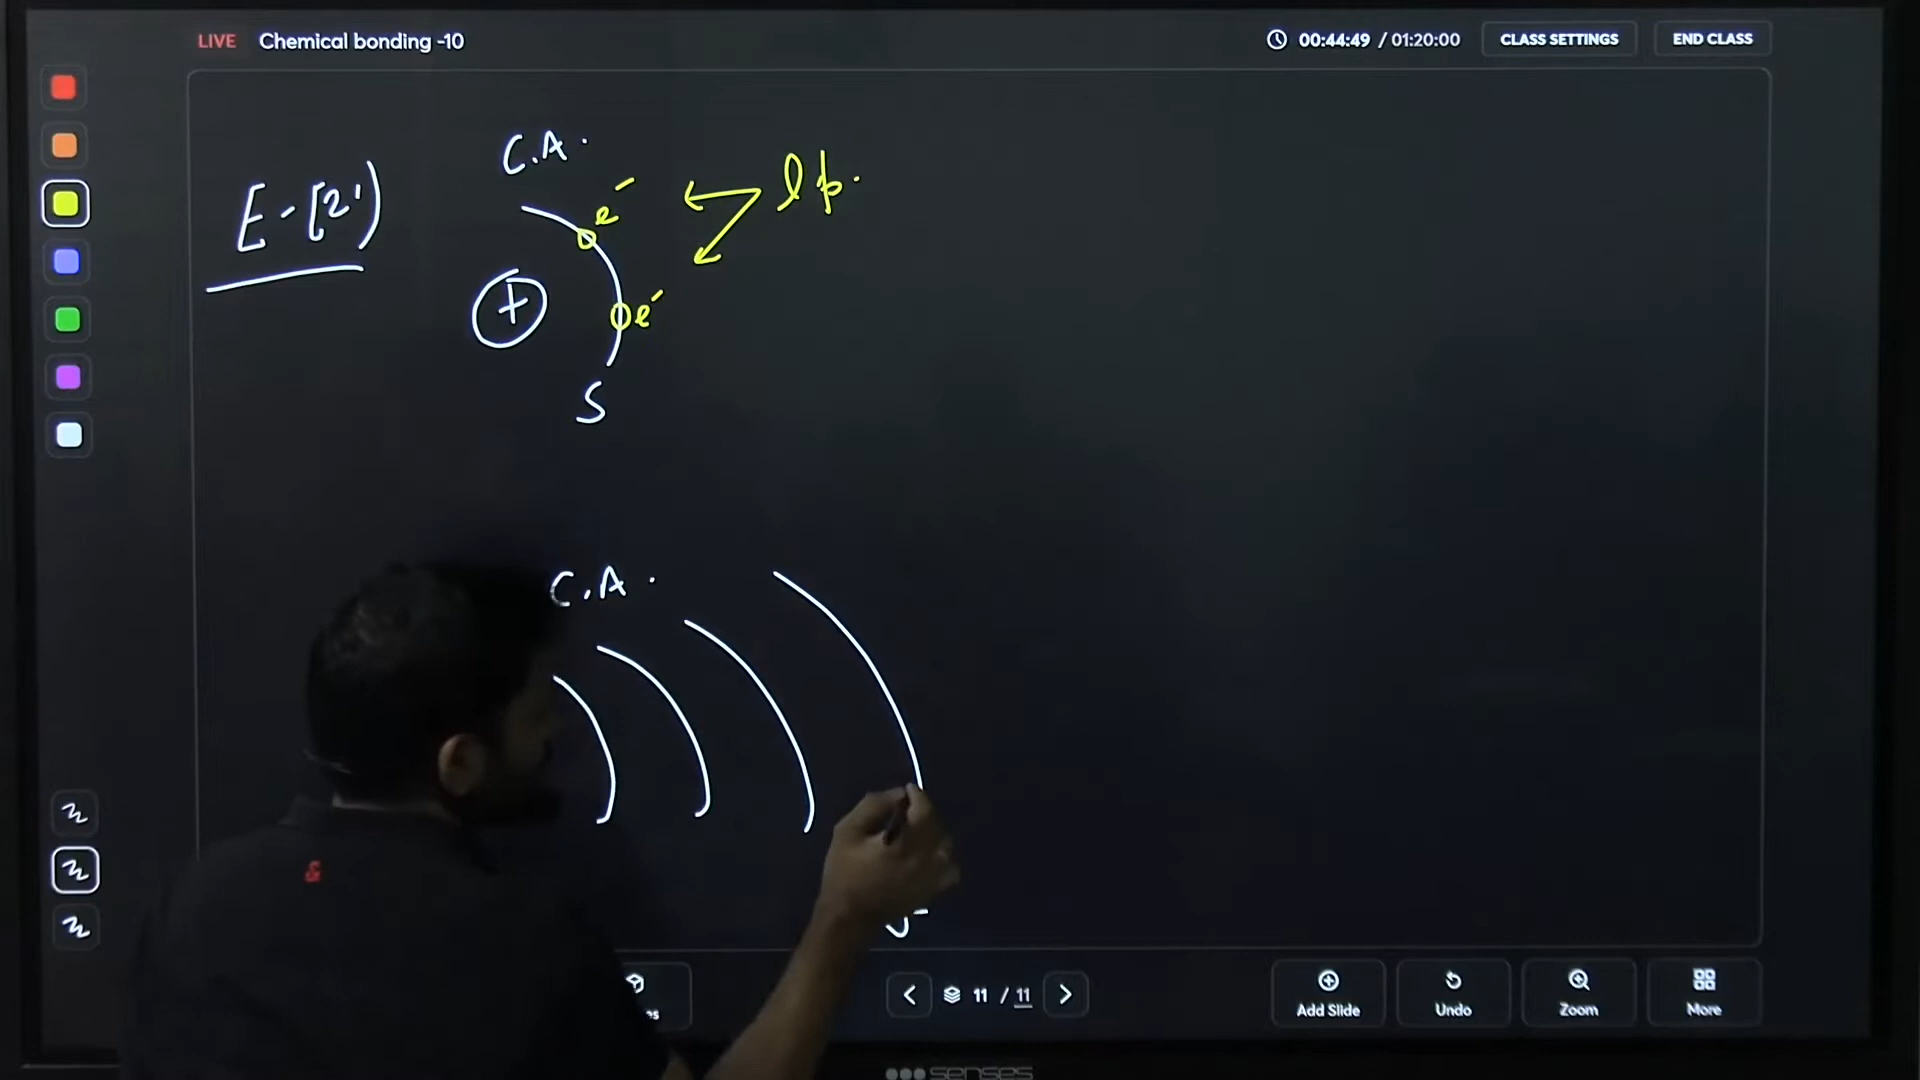 LIVE Chemical bonding -10 00:44:49 / 01:20:00 CLASS SETTINGS END CLASS
C.A.
E-[2')
e⁻
l.p.
+
e⁻
S
C.A.
&
11 / 11
Add Slide Undo Zoom More
senses